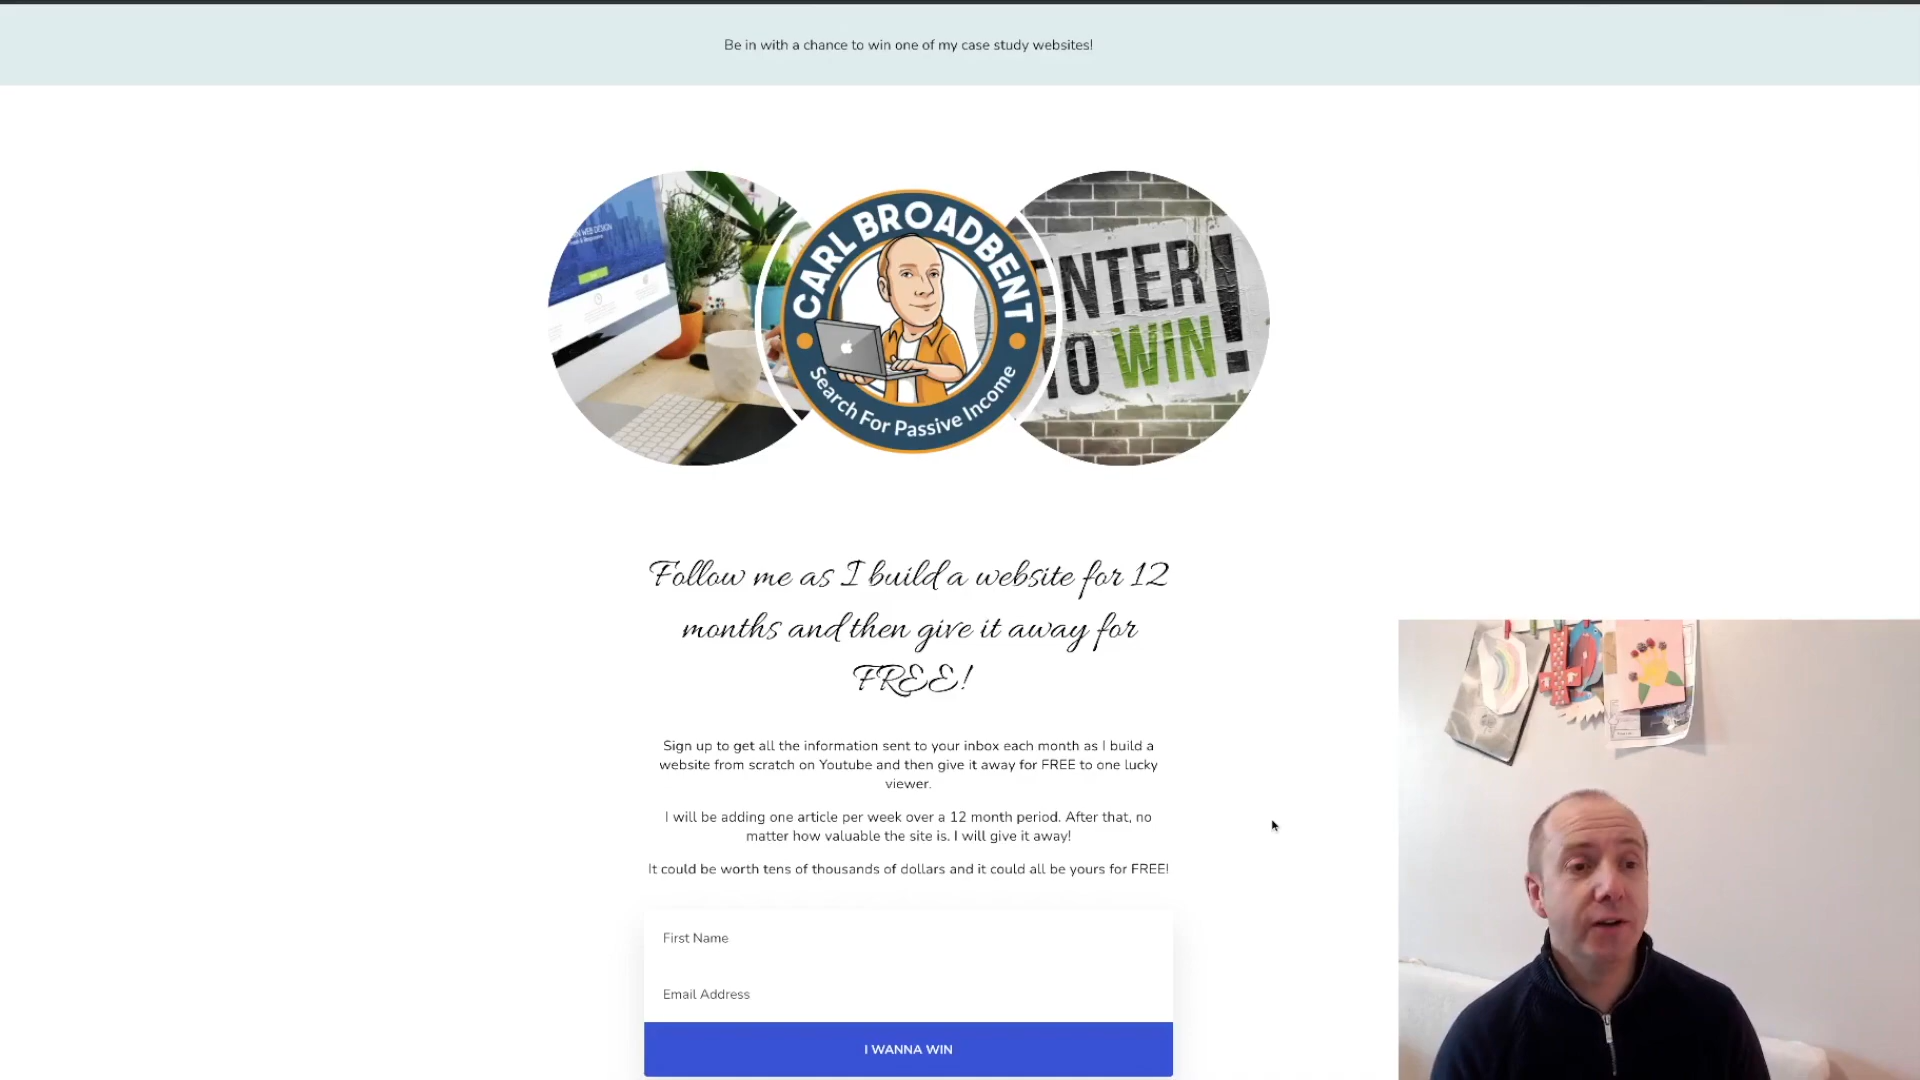 Be in with a chance to win one of my case study websites!
CARL BROADBENT
Search For Passive Income
ENTER
TO WIN!
Follow me as I build a website for 12
months and then give it away for
FREE!
Sign up to get all the information sent to your inbox each month as I build a
website from scratch on Youtube and then give it away for FREE to one lucky
viewer.
I will be adding one article per week over a 12 month period. After that, no
matter how valuable the site is. I will give it away!
It could be worth tens of thousands of dollars and it could all be yours for FREE!
First Name
Email Address
I WANNA WIN